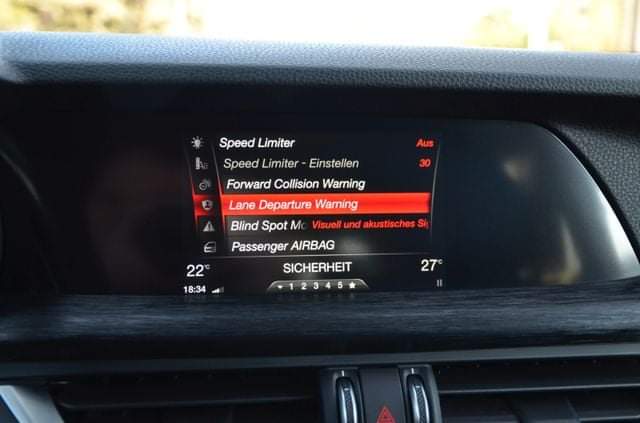 Speed Limiter Aus
Speed Limiter - Einstellen 30
Forward Collision Warning
Lane Departure Warning
Blind Spot Mo Visuell und akustisches Si
Passenger AIRBAG
22°C SICHERHEIT 27°C
18:34 1 2 3 4 5